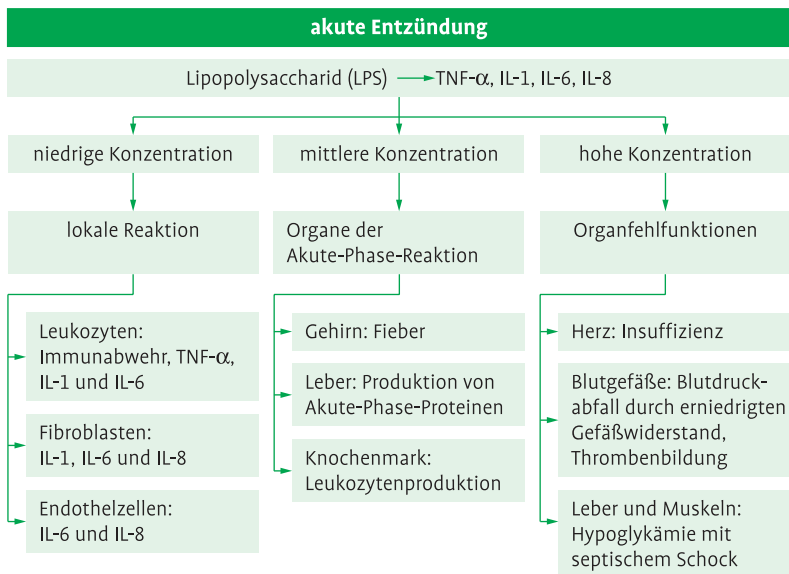 akute Entzündung
Lipopolysaccharid (LPS) → TNF-α, IL-1, IL-6, IL-8
niedrige Konzentration
mittlere Konzentration
hohe Konzentration
lokale Reaktion
Organe der
Akute-Phase-Reaktion
Organfehlfunktionen
Leukozyten:
Immunabwehr, TNF-α,
IL-1 und IL-6
Fibroblasten:
IL-1, IL-6 und IL-8
Endothelzellen:
IL-6 und IL-8
Gehirn: Fieber
Leber: Produktion von
Akute-Phase-Proteinen
Knochenmark:
Leukozytenproduktion
Herz: Insuffizienz
Blutgefäße: Blutdruck-
abfall durch erniedrigten
Gefäßwiderstand,
Thrombenbildung
Leber und Muskeln:
Hypoglykämie mit
septischem Schock